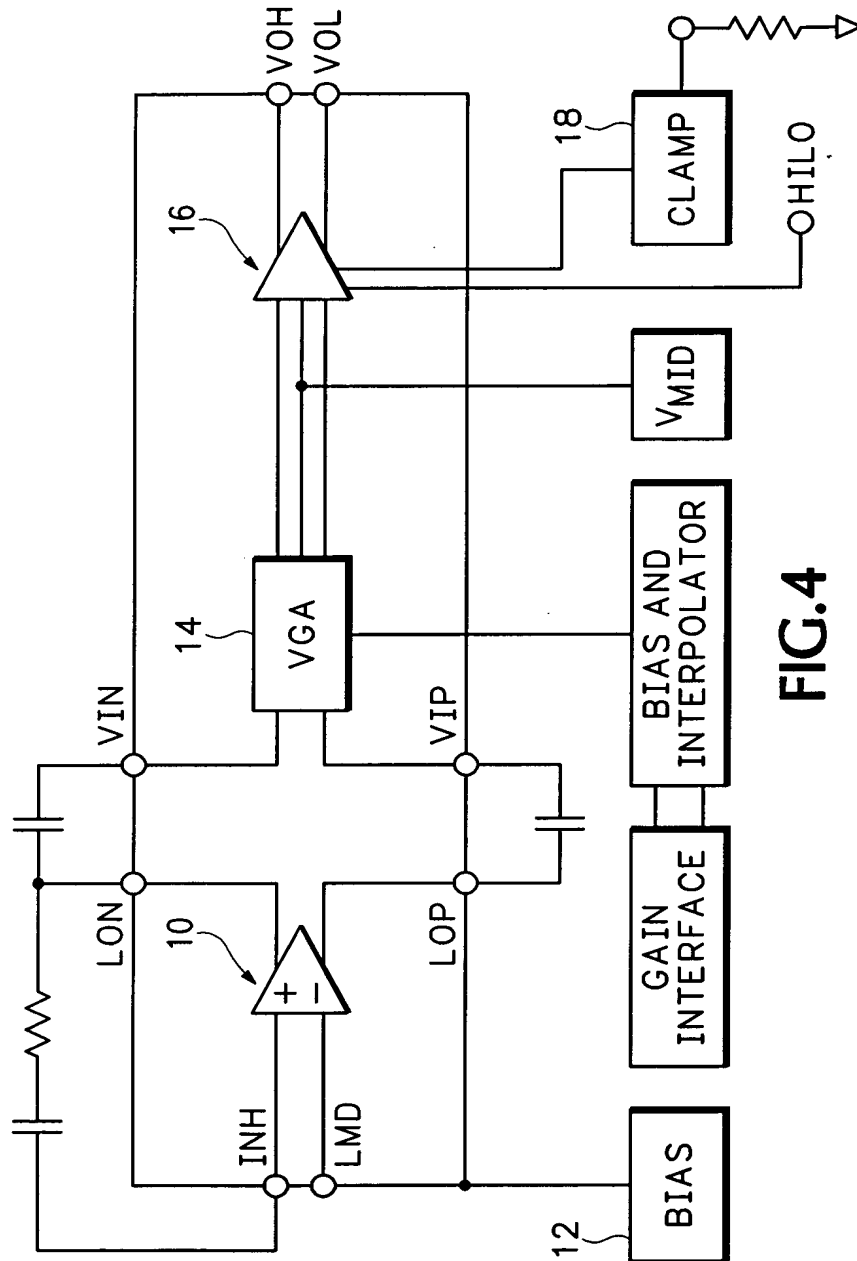 VIN
LON
VOH
VOL
10
14
16
INH
LMD
+
−
VGA
LOP
VIP
12
BIAS
GAIN
INTERFACE
BIAS AND
INTERPOLATOR
VMID
18
CLAMP
HILO
FIG.4